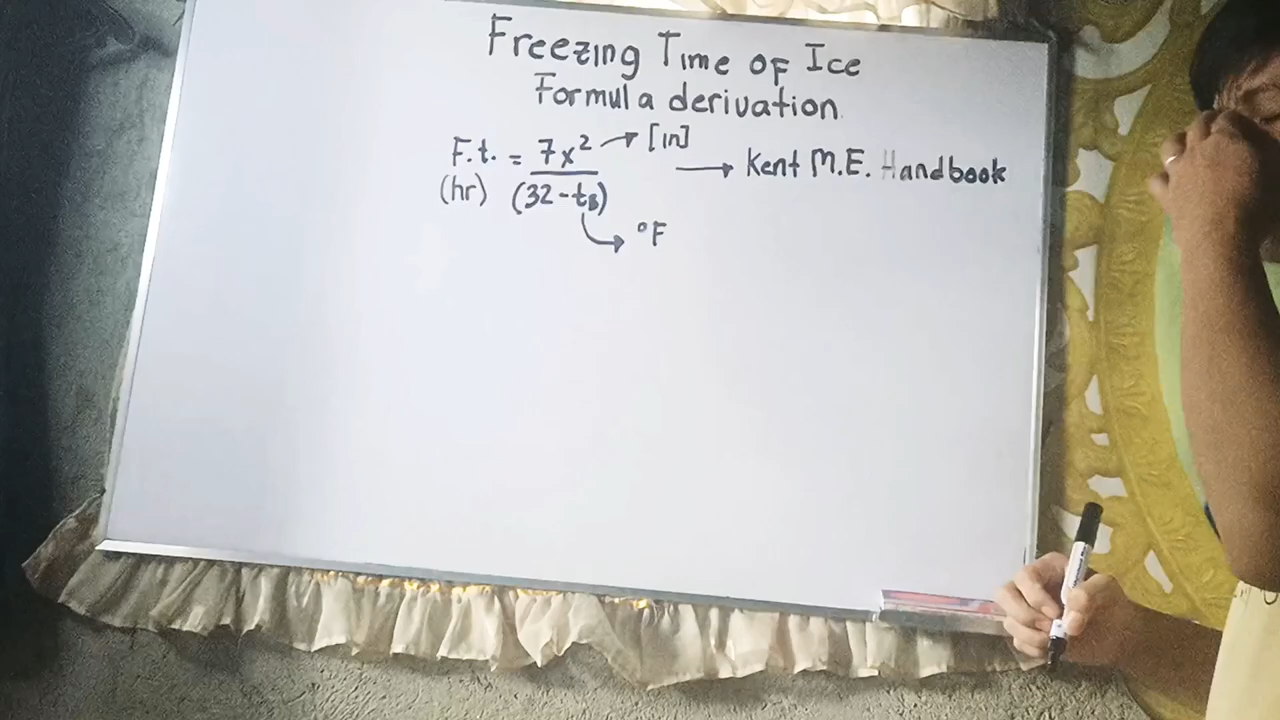 Freezing Time of Ice
Formula derivation
F.t. = 7x² / (32-tB) → [in] → Kent M.E. Handbook
(hr)
→ °F